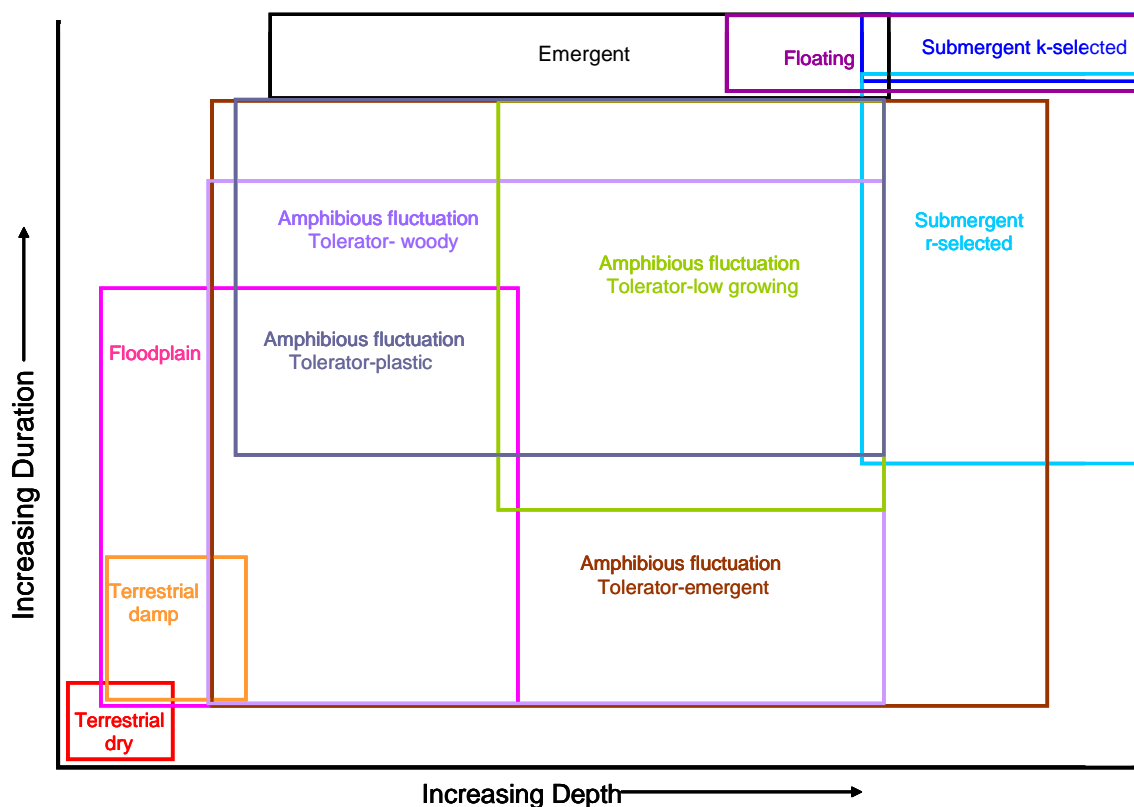 Emergent
Floating
Submergent k-selected
Amphibious fluctuation
Tolerator- woody
Submergent
r-selected
Amphibious fluctuation
Tolerator-low growing
Floodplain
Amphibious fluctuation
Tolerator-plastic
Increasing Duration
Amphibious fluctuation
Tolerator-emergent
Terrestrial
damp
Terrestrial
dry
Increasing Depth